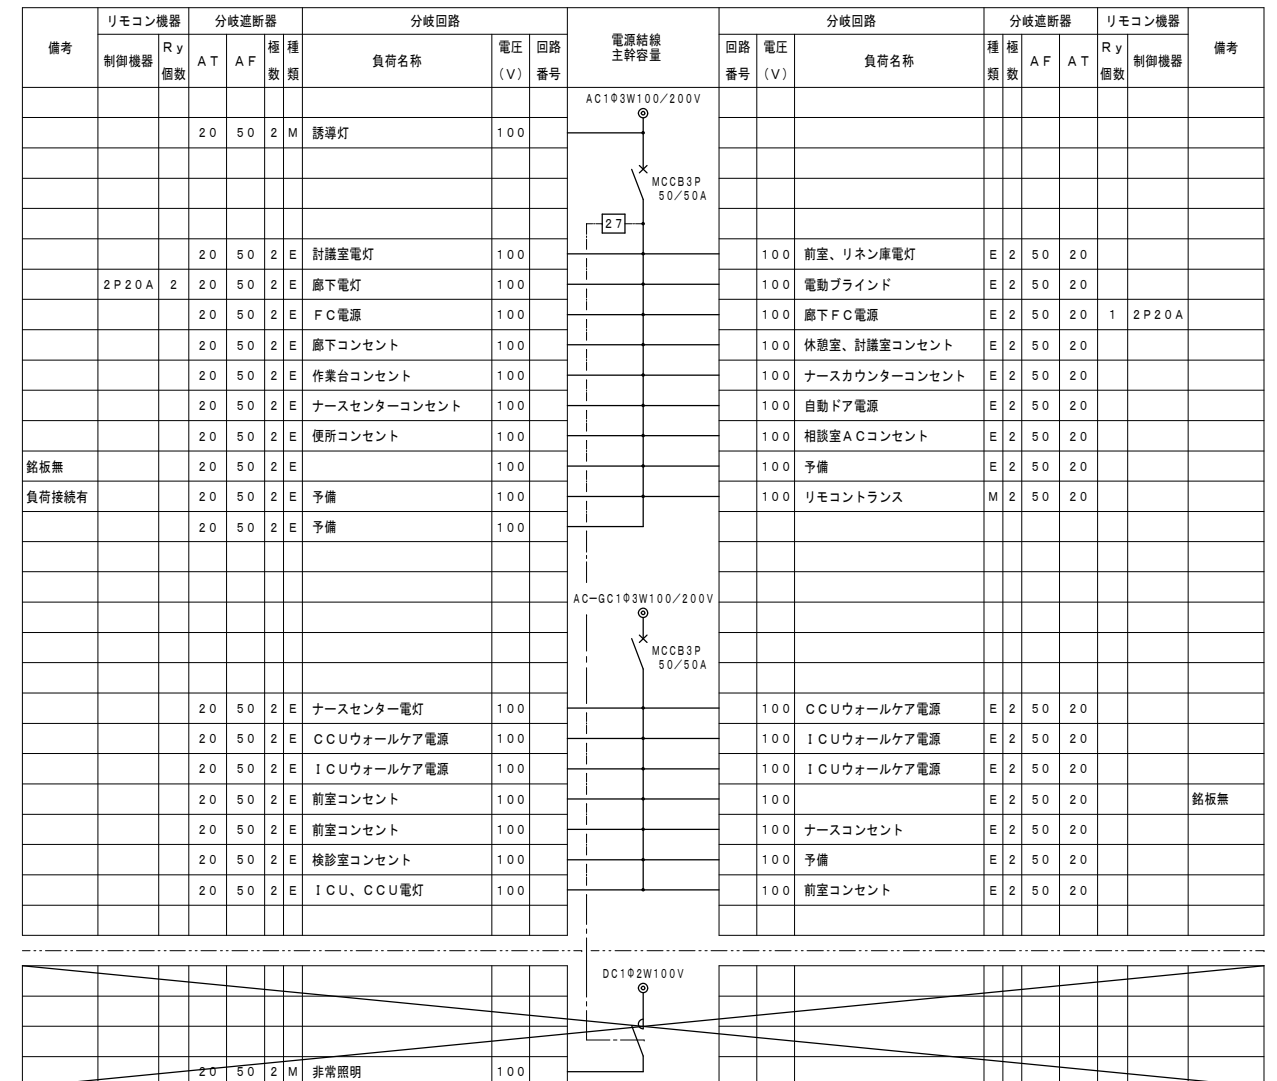 備考 リモコン機器 分岐遮断器 分岐回路 電源結線 主幹容量 分岐回路 分岐遮断器 リモコン機器 備考
制御機器 Ry個数 AT AF 極数 種類 負荷名称 電圧(V) 回路番号 回路番号 電圧(V) 負荷名称 種類 極数 AF AT Ry個数 制御機器
AC1Φ3W100/200V
20 50 2 M 誘導灯 100
MCCB3P
50/50A
27
20 50 2 E 討議室電灯 100 100 前室、リネン庫電灯 E 2 50 20
2P20A 2 20 50 2 E 廊下電灯 100 100 電動ブラインド E 2 50 20
20 50 2 E FC電源 100 100 廊下FC電源 E 2 50 20 1 2P20A
20 50 2 E 廊下コンセント 100 100 休憩室、討議室コンセント E 2 50 20
20 50 2 E 作業台コンセント 100 100 ナースカウンターコンセント E 2 50 20
20 50 2 E ナースセンターコンセント 100 100 自動ドア電源 E 2 50 20
20 50 2 E 便所コンセント 100 100 相談室ACコンセント E 2 50 20
銘板無 20 50 2 E 100 100 予備 E 2 50 20
負荷接続有 20 50 2 E 予備 100 100 リモコントランス M 2 50 20
20 50 2 E 予備 100
AC−GC1Φ3W100/200V
MCCB3P
50/50A
20 50 2 E ナースセンター電灯 100 100 CCUウォールケア電源 E 2 50 20
20 50 2 E CCUウォールケア電源 100 100 ICUウォールケア電源 E 2 50 20
20 50 2 E ICUウォールケア電源 100 100 ICUウォールケア電源 E 2 50 20
20 50 2 E 前室コンセント 100 100 E 2 50 20 銘板無
20 50 2 E 前室コンセント 100 100 ナースコンセント E 2 50 20
20 50 2 E 検診室コンセント 100 100 予備 E 2 50 20
20 50 2 E ICU、CCU電灯 100 100 前室コンセント E 2 50 20
DC1Φ2W100V
20 50 2 M 非常照明 100